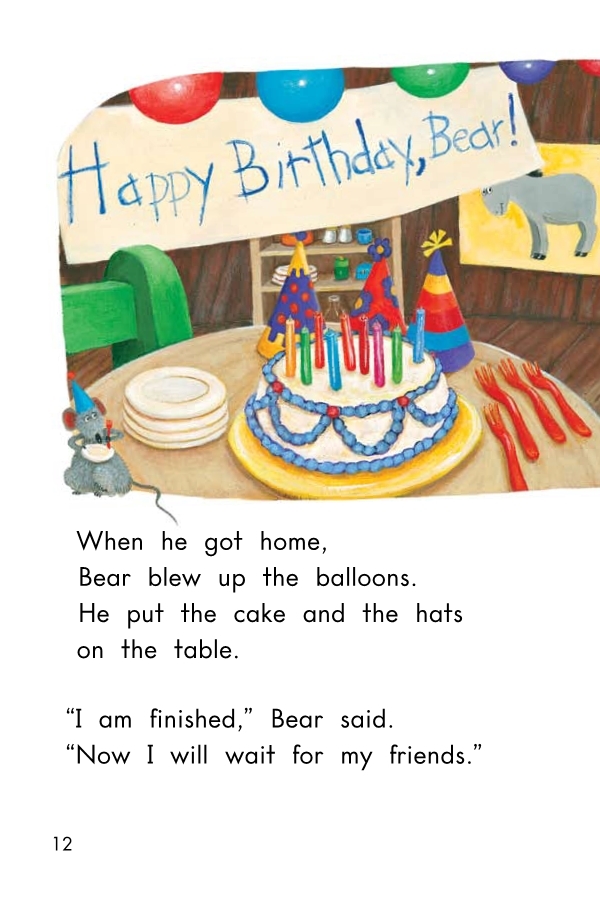 Happy Birthday, Bear!
When he got home,
Bear blew up the balloons.
He put the cake and the hats
on the table.
“I am finished,” Bear said.
“Now I will wait for my friends.”
12